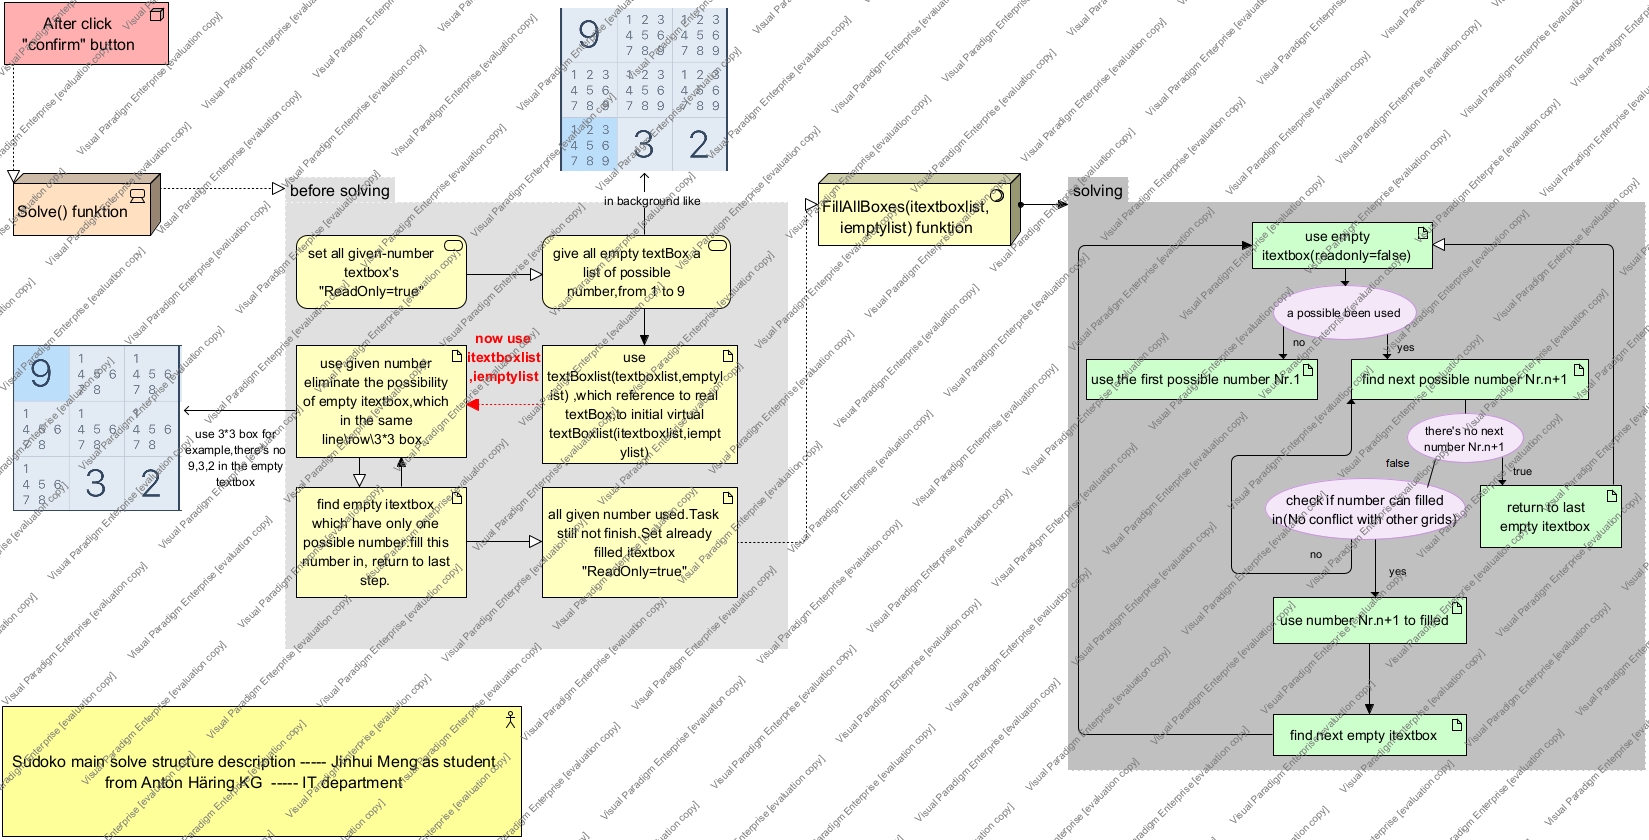 After click
"confirm" button
Solve() funktion
before solving
set all given-number
textbox's
"ReadOnly=true"
give all empty textBox a
list of possible
number,from 1 to 9
in background like
9 1 2 3 1 2 3
4 5 6 4 5 6
7 8 9 7 8 9
1 2 3 1 2 3 1 2 3
4 5 6 4 5 6 4 5 6
7 8 9 7 8 9 7 8 9
1 2 3
4 5 6 3 2
7 8 9
use
textBoxlist(textboxlist,emptyl
ist) ,which reference to real
textBox,to initial virtual
textBoxlist(itextboxlist,iempt
ylist)
now use
itextboxlist
,iemptylist
use given number
eliminate the possibility
of empty itextbox,which
in the same
line\row\3*3 box
use 3*3 box for
example,there's no
9,3,2 in the empty
textbox
9 1 1
4 5 6 4 5 6
7 8 7 8
1 1 1
4 5 6 4 5 6 4 5 6
7 8 7 8 7 8
1
4 5 6 3 2
7 8
find empty itextbox
which have only one
possible number.fill this
number in, return to last
step.
all given number used.Task
still not finish.Set already
filled itextbox
"ReadOnly=true"
FillAllBoxes(itextboxlist,
iemptylist) funktion
solving
use empty
itextbox(readonly=false)
a possible been used
no
yes
use the first possible number Nr.1
find next possible number Nr.n+1
there's no next
number Nr.n+1
false
true
check if number can filled
in(No conflict with other grids)
return to last
empty itextbox
no
yes
use number Nr.n+1 to filled
find next empty itextbox
Sudoko main solve structure description ----- Jinhui Meng as student
from Anton Häring KG ----- IT department
Visual Paradigm Enterprise [evaluation copy]